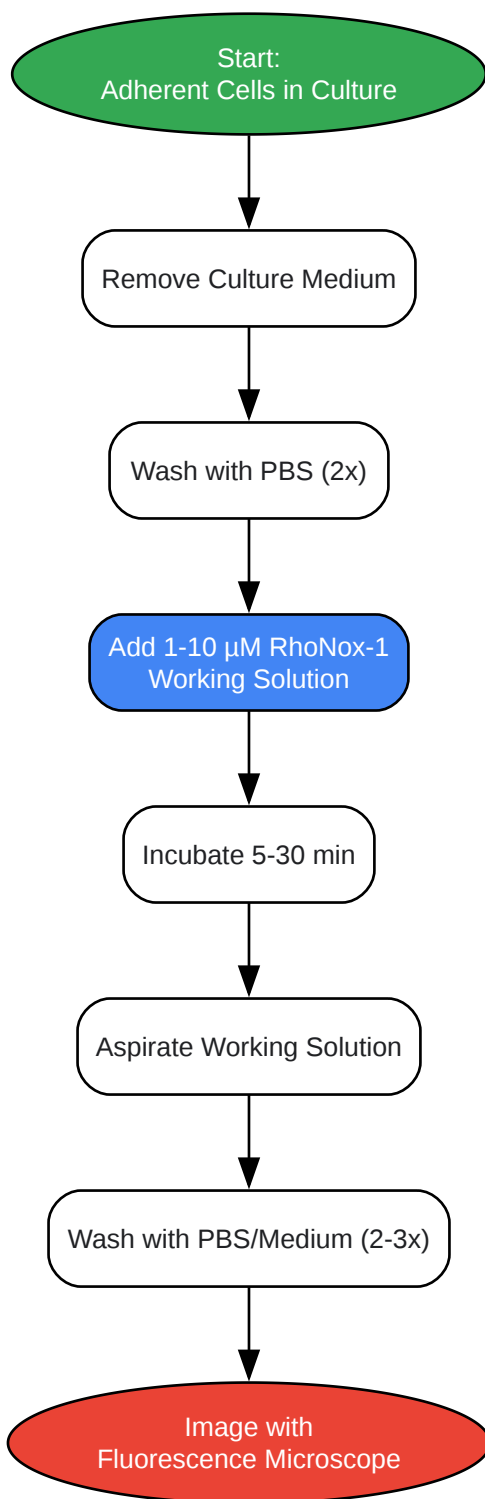 Start:
Adherent Cells in Culture
Remove Culture Medium
Wash with PBS (2x)
Add 1-10 µM RhoNox-1
Working Solution
Incubate 5-30 min
Aspirate Working Solution
Wash with PBS/Medium (2-3x)
Image with
Fluorescence Microscope